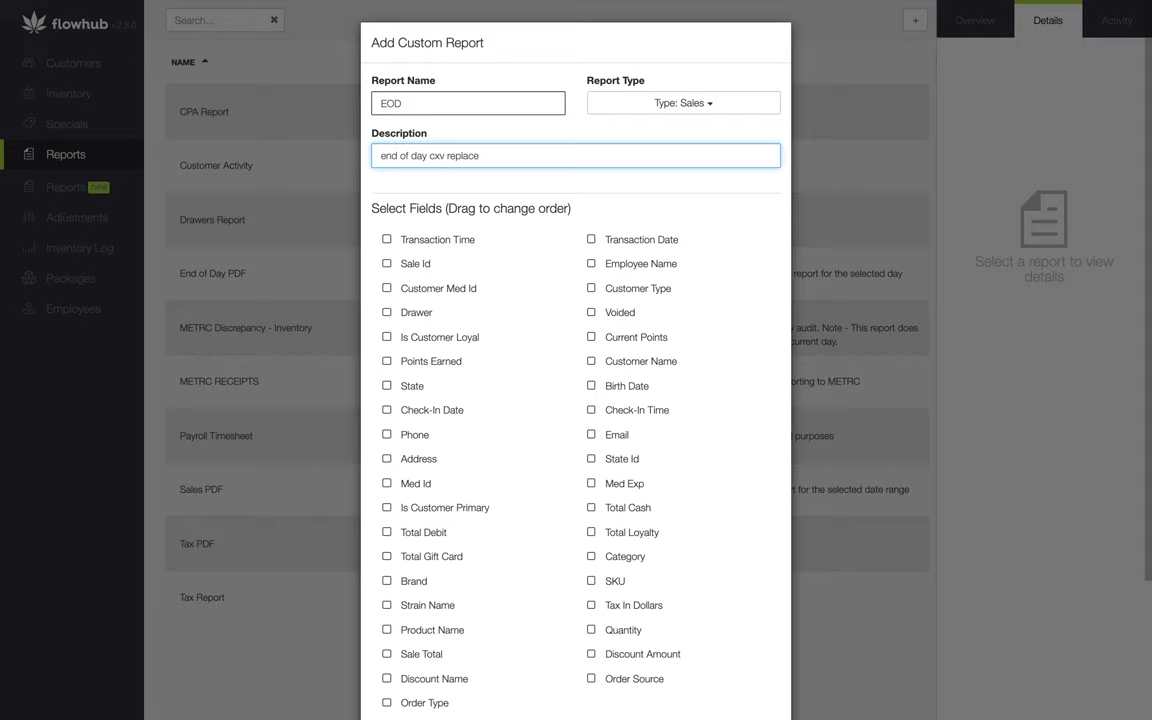 flowhub v.2.5.0
Search...
+
Overview
Details
Activity
Customers
Inventory
Specials
Reports
Reports new
Adjustments
Inventory Log
Packages
Employees
NAME
CPA Report
Customer Activity
Drawers Report
End of Day PDF
report for the selected day
METRC Discrepancy - Inventory
audit. Note - This report does
current day.
METRC RECEIPTS
orting to METRC
Payroll Timesheet
purposes
Sales PDF
t for the selected date range
Tax PDF
Tax Report
Add Custom Report
Report Name
Report Type
EOD
Type: Sales
Description
end of day cxv replace
Select Fields (Drag to change order)
Transaction Time
Transaction Date
Sale Id
Employee Name
Customer Med Id
Customer Type
Drawer
Voided
Is Customer Loyal
Current Points
Points Earned
Customer Name
State
Birth Date
Check-In Date
Check-In Time
Phone
Email
Address
State Id
Med Id
Med Exp
Is Customer Primary
Total Cash
Total Debit
Total Loyalty
Total Gift Card
Category
Brand
SKU
Strain Name
Tax In Dollars
Product Name
Quantity
Sale Total
Discount Amount
Discount Name
Order Source
Order Type
Select a report to view
details